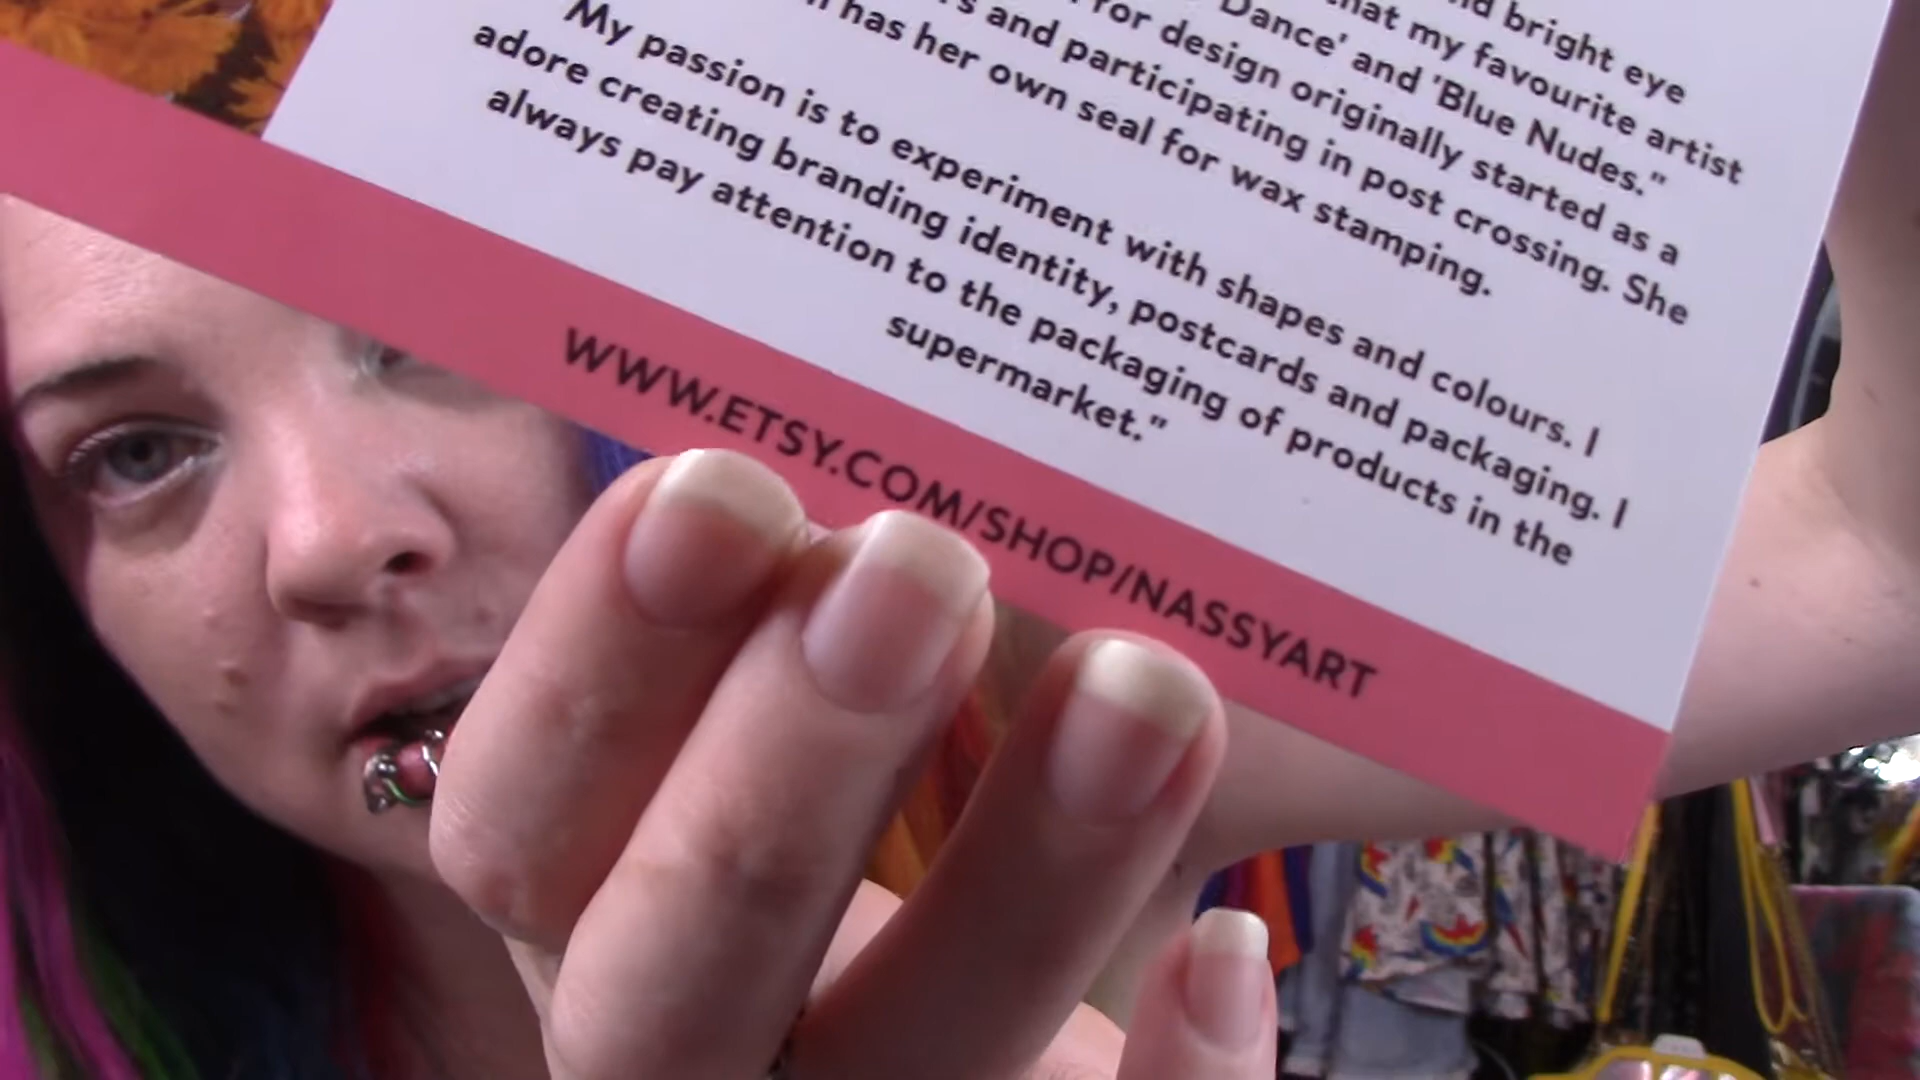 bright eye
that my favourite artist
Dance' and 'Blue Nudes."
for design originally started as a
and participating in post crossing. She
has her own seal for wax stamping.
My passion is to experiment with shapes and colours. I
adore creating branding identity, postcards and packaging. I
always pay attention to the packaging of products in the
supermarket."
WWW.ETSY.COM/SHOP/NASSYART